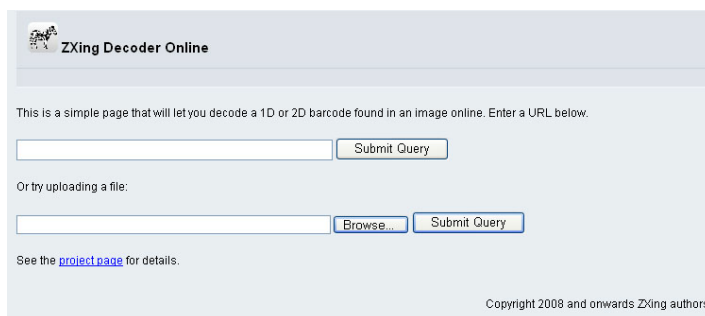 ZXing Decoder Online
This is a simple page that will let you decode a 1D or 2D barcode found in an image online. Enter a URL below.
Submit Query
Or try uploading a file:
Browse... Submit Query
See the project page for details.
Copyright 2008 and onwards ZXing authors